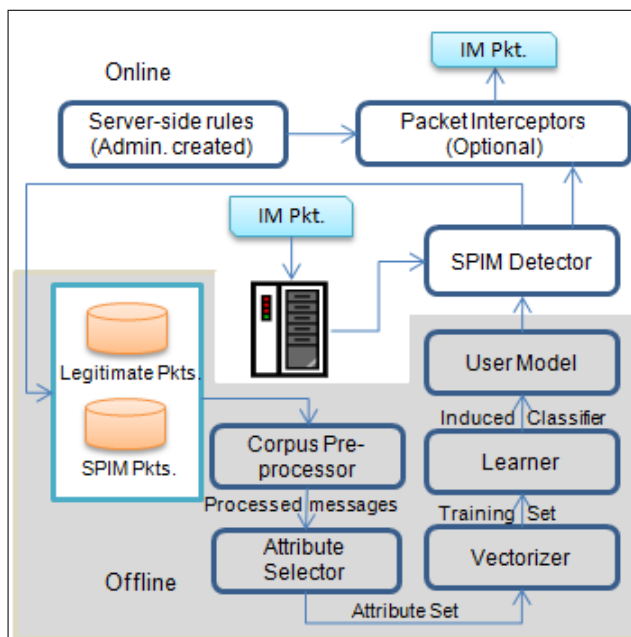 IM Pkt.
Online
Server-side rules
(Admin. created)
Packet Interceptors
(Optional)
IM Pkt.
SPIM Detector
Legitimate Pkts.
SPIM Pkts.
User Model
Induced Classifier
Corpus Pre-
processor
Learner
Processed messages
Training Set
Attribute
Selector
Vectorizer
Offline
Attribute Set